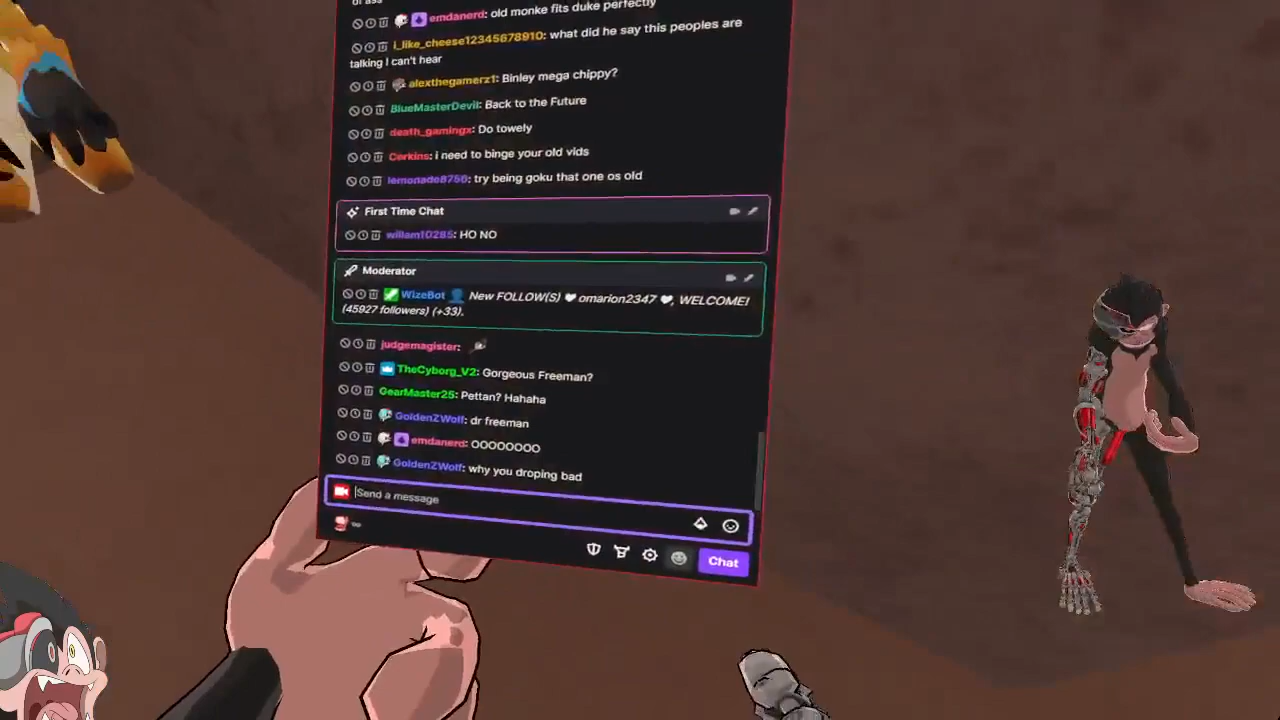 of ass
emdanerd: old monke fits duke perfectly
i_like_cheese12345678910: what did he say this peoples are
talking I can't hear
alexthegamerz1: Binley mega chippy?
BlueMasterDevil: Back to the Future
death_gamingx: Do towely
Corkins: i need to binge your old vids
lemonade8750: try being goku that one os old
First Time Chat
willam10285: HO NO
Moderator
WizeBot New FOLLOW(S) omarion2347, WELCOME!
(45927 followers) (+33).
judgemagister:
TheCyborg_V2: Gorgeous Freeman?
GearMaster25: Pettan? Hahaha
GoldenZWolf: dr freeman
emdanerd: OOOOOOOO
GoldenZWolf: why you droping bad
Send a message
Chat